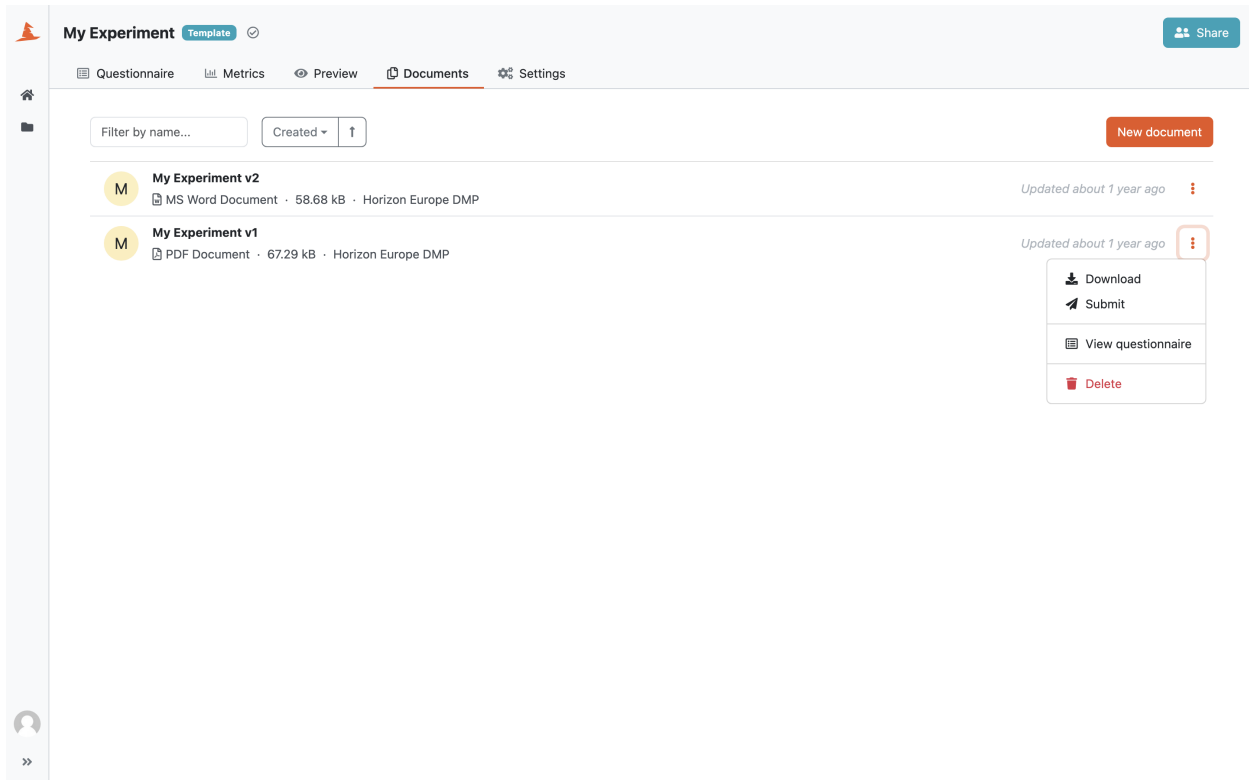 My Experiment Template
Share
Questionnaire Metrics Preview Documents Settings
Filter by name... Created New document
My Experiment v2
MS Word Document · 58.68 kB · Horizon Europe DMP
Updated about 1 year ago
My Experiment v1
PDF Document · 67.29 kB · Horizon Europe DMP
Updated about 1 year ago
Download
Submit
View questionnaire
Delete
M
M